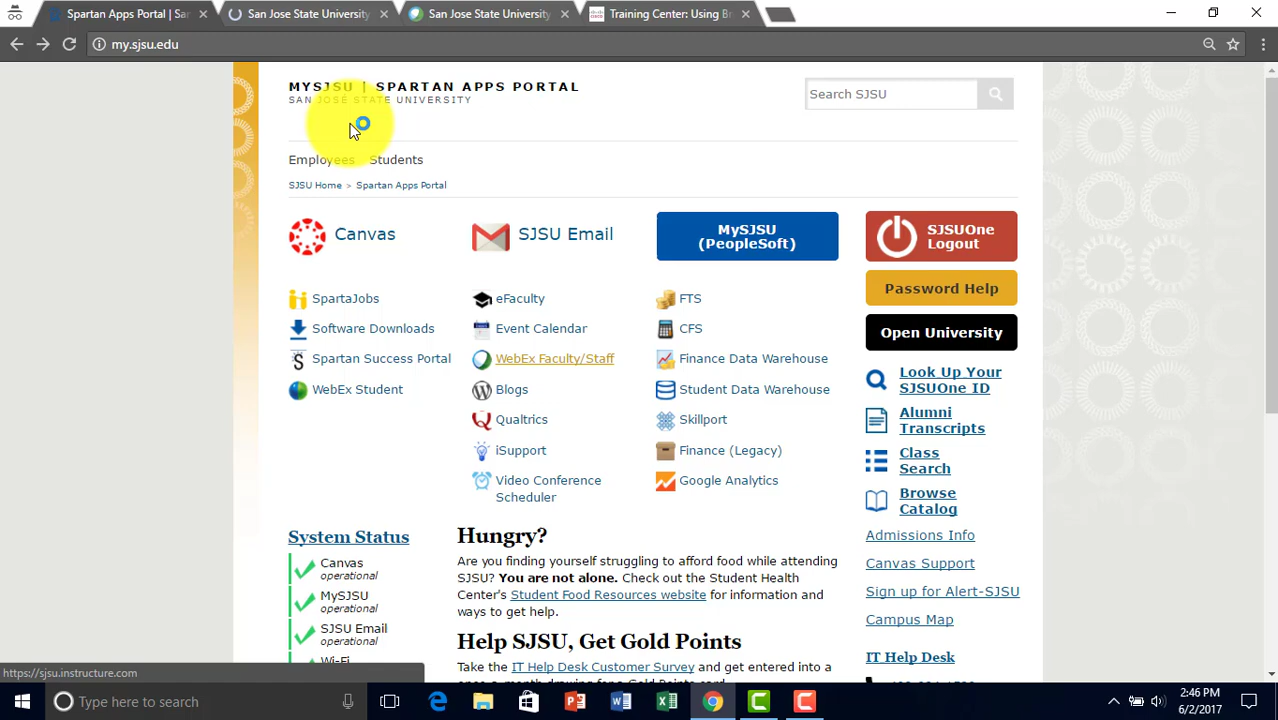 Spartan Apps Portal | San
San Jose State University
San Jose State University
Training Center: Using Br
my.sjsu.edu
MYSJSU | SPARTAN APPS PORTAL
SAN JOSÉ STATE UNIVERSITY
Search SJSU
Employees Students
SJSU Home > Spartan Apps Portal
Canvas
SJSU Email
MySJSU
(PeopleSoft)
SJSUOne
Logout
Password Help
Open University
SpartaJobs
Software Downloads
Spartan Success Portal
WebEx Student
eFaculty
Event Calendar
WebEx Faculty/Staff
Blogs
Qualtrics
iSupport
Video Conference
Scheduler
FTS
CFS
Finance Data Warehouse
Student Data Warehouse
Skillport
Finance (Legacy)
Google Analytics
Look Up Your
SJSUOne ID
Alumni
Transcripts
Class
Search
Browse
Catalog
Admissions Info
Canvas Support
Sign up for Alert-SJSU
Campus Map
IT Help Desk
System Status
Canvas
operational
MySJSU
operational
SJSU Email
operational
Wi-Fi
Hungry?
Are you finding yourself struggling to afford food while attending
SJSU? You are not alone. Check out the Student Health
Center's Student Food Resources website for information and
ways to get help.
Help SJSU, Get Gold Points
Take the IT Help Desk Customer Survey and get entered into a
https://sjsu.instructure.com
Type here to search
2:46 PM
6/2/2017